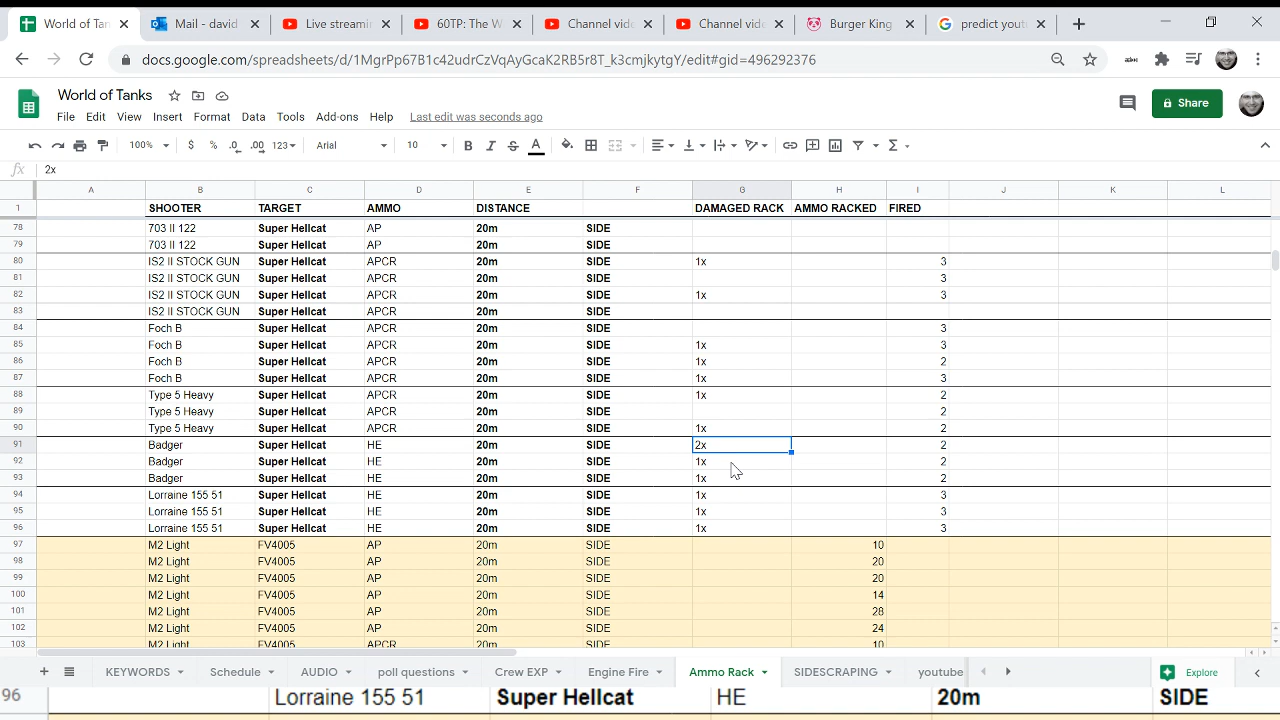 World of Tan
Mail - david
Live streami
60TP: The W
Channel vide
Channel vide
Burger King
predict yout
docs.google.com/spreadsheets/d/1MgrPp67B1c42udrCzVqAyGcaK2RB5r8T_k3cmjkytgY/edit#gid=496292376
World of Tanks
Share
File Edit View Insert Format Data Tools Add-ons Help Last edit was seconds ago
100% $ % .0 .00 123 Arial 10 B I S A
fx 2x
A B C D E F G H I J K L
1 SHOOTER TARGET AMMO DISTANCE DAMAGED RACK AMMO RACKED FIRED
78 703 II 122 Super Hellcat AP 20m SIDE
79 703 II 122 Super Hellcat AP 20m SIDE
80 IS2 II STOCK GUN Super Hellcat APCR 20m SIDE 1x 3
81 IS2 II STOCK GUN Super Hellcat APCR 20m SIDE 3
82 IS2 II STOCK GUN Super Hellcat APCR 20m SIDE 1x 3
83 IS2 II STOCK GUN Super Hellcat APCR 20m SIDE
84 Foch B Super Hellcat APCR 20m SIDE 3
85 Foch B Super Hellcat APCR 20m SIDE 1x 3
86 Foch B Super Hellcat APCR 20m SIDE 1x 2
87 Foch B Super Hellcat APCR 20m SIDE 1x 3
88 Type 5 Heavy Super Hellcat APCR 20m SIDE 1x 2
89 Type 5 Heavy Super Hellcat APCR 20m SIDE 2
90 Type 5 Heavy Super Hellcat APCR 20m SIDE 1x 2
91 Badger Super Hellcat HE 20m SIDE 2x 2
92 Badger Super Hellcat HE 20m SIDE 1x 2
93 Badger Super Hellcat HE 20m SIDE 1x 2
94 Lorraine 155 51 Super Hellcat HE 20m SIDE 1x 3
95 Lorraine 155 51 Super Hellcat HE 20m SIDE 1x 3
96 Lorraine 155 51 Super Hellcat HE 20m SIDE 1x 3
97 M2 Light FV4005 AP 20m SIDE 10
98 M2 Light FV4005 AP 20m SIDE 20
99 M2 Light FV4005 AP 20m SIDE 20
100 M2 Light FV4005 AP 20m SIDE 14
101 M2 Light FV4005 AP 20m SIDE 28
102 M2 Light FV4005 AP 20m SIDE 24
103 M2 Light FV4005 APCR 20m SIDE 10
KEYWORDS Schedule AUDIO poll questions Crew EXP Engine Fire Ammo Rack SIDESCRAPING youtube Explore
96 Lorraine 155 51 Super Hellcat HE 20m SIDE